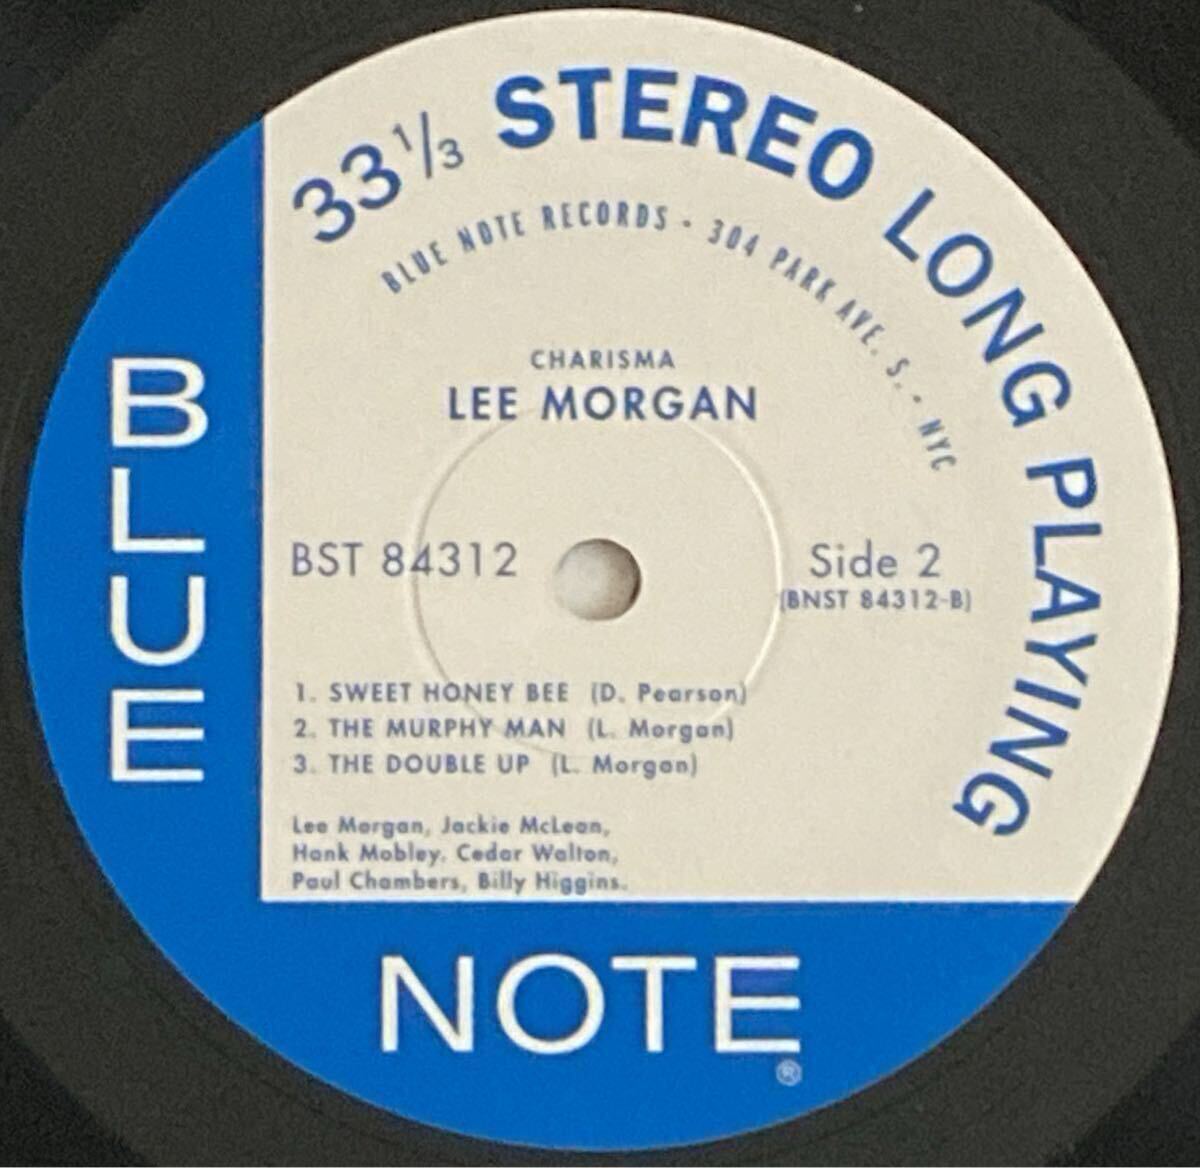 33 1/3 STEREO LONG PLAYING
BLUE NOTE RECORDS · 304 PARK AVE. S. · NYC
CHARISMA
LEE MORGAN
BST 84312
Side 2
(BNST 84312-B)
1. SWEET HONEY BEE (D. Pearson)
2. THE MURPHY MAN (L. Morgan)
3. THE DOUBLE UP (L. Morgan)
Lee Morgan, Jackie McLean,
Hank Mobley, Cedar Walton,
Paul Chambers, Billy Higgins.
BLUE
NOTE
®